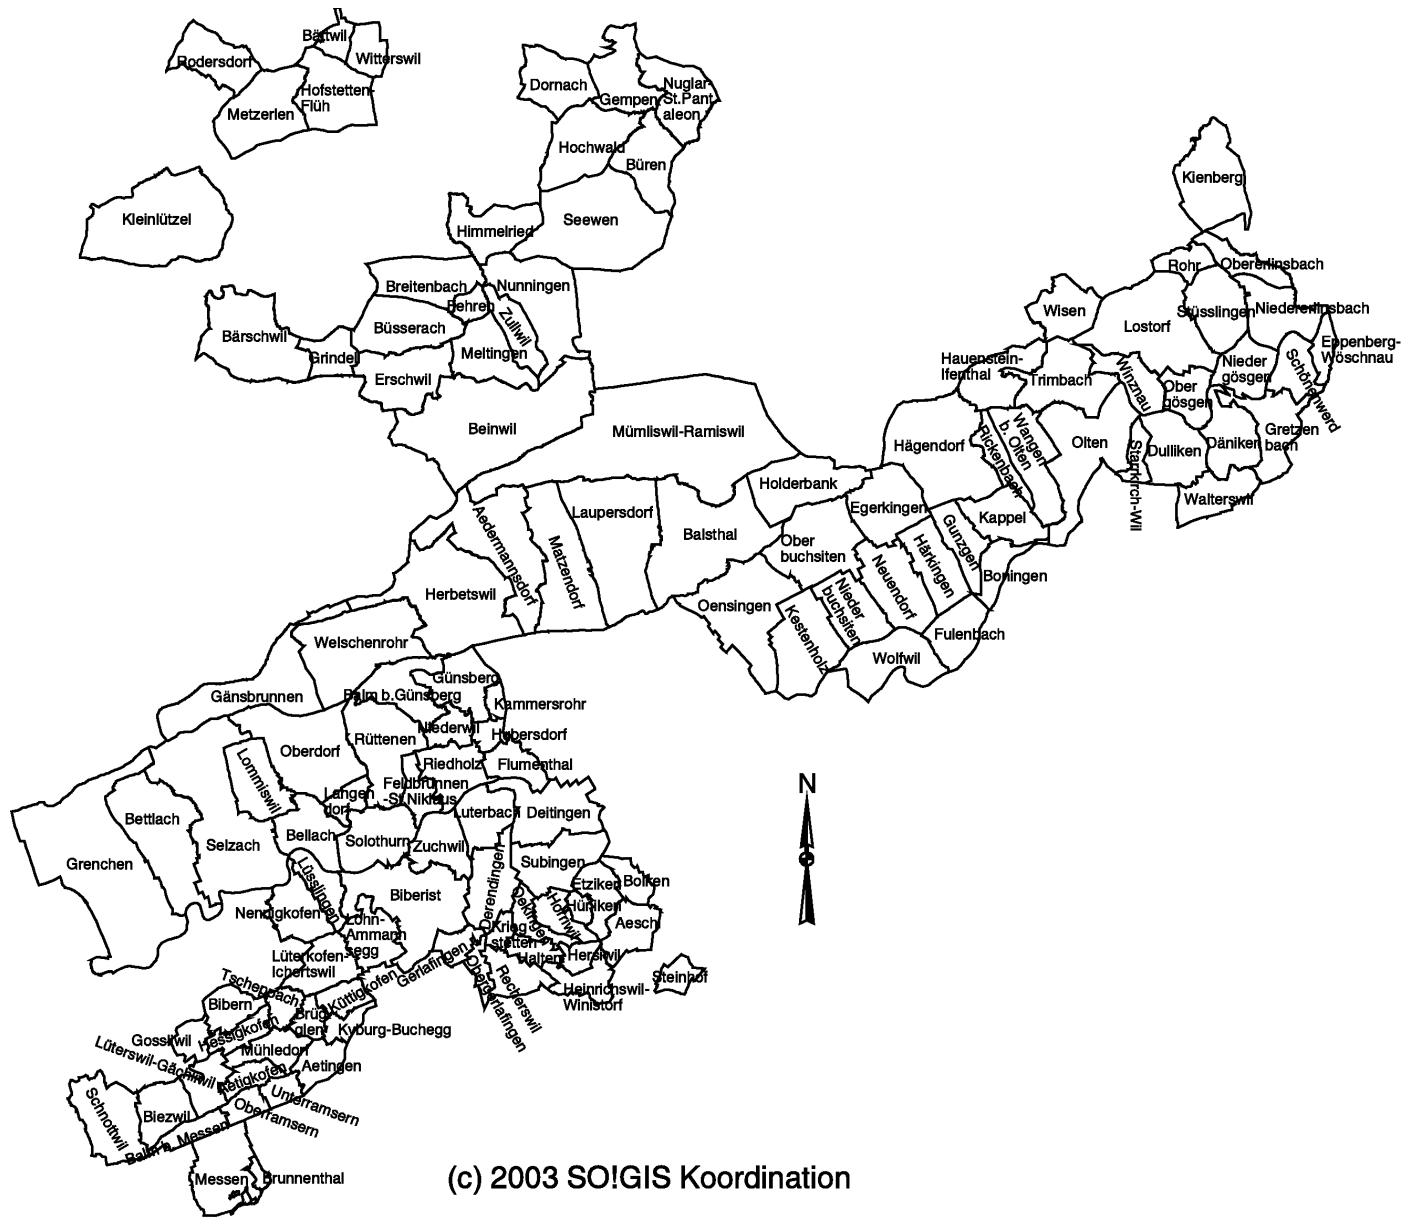 Bättwil
Rodersdorf
Witterswil
Hofstetten-
Flüh
Metzerlen
Dornach
Gempen
Nuglar-
St.Pant
aleon
Hochwald
Büren
Kienberg
Kleinlützel
Seewen
Himmelried
Rohr
Obererlinsbach
Breitenbach
Nunningen
Fehren
Wisen
Lostorf
Stüsslingen
Niedererlinsbach
Bärschwil
Büsserach
Zullwil
Grindel
Meltingen
Erschwil
Hauenstein-
Ifenthal
Trimbach
Winznau
Ober
gösgen
Nieder
gösgen
Schönenwerd
Eppenberg-
Wöschnau
Beinwil
Mümliswil-Ramiswil
Hägendorf
Rickenbach
Wangen
b. Olten
Olten
Starrkirch-Wil
Dulliken
Däniken
Gretzen
bach
Walterswil
Holderbank
Egerkingen
Kappel
Gunzgen
Härkingen
Boningen
Aedermannsdorf
Matzendorf
Laupersdorf
Balsthal
Ober
buchsiten
Neuendorf
Nieder
buchsiten
Kestenholz
Oensingen
Herbetswil
Fulenbach
Wolfwil
Welschenrohr
Gänsbrunnen
Günsberg
Balm b.Günsberg
Kammersrohr
Niederwil
Hubersdorf
Rüttenen
Oberdorf
Riedholz
Flumenthal
Lommiswil
Feldbrunnen
-St.Niklaus
Langen
dorf
N
Bettlach
Luterbach
Deitingen
Bellach
Solothurn
Zuchwil
Selzach
Grenchen
Subingen
Derendingen
Lüsslingen
Etziken
Bolken
Biberist
Oekingen
Horriwil
Hüniken
Nennigkofen
Lohn-
Ammann
segg
Krieg
stetten
Aesch
Halten
Hersiwil
Lüterkofen-
Ichertswil
Gerlafingen
Obergerlafingen
Recherswil
Heinrichswil-
Winistorf
Steinhof
Tscheppach
Küttigkofen
Bibern
Brüg
glen
Kyburg-Buchegg
Gossliwil
Hessigkofen
Mühledorf
Lüterswil-Gächliwil
Aetigkofen
Aetingen
Schnottwil
Biezwil
Unterramsern
Oberramsern
Balm b. Messen
Messen
Brunnenthal
(c) 2003 SO!GIS Koordination